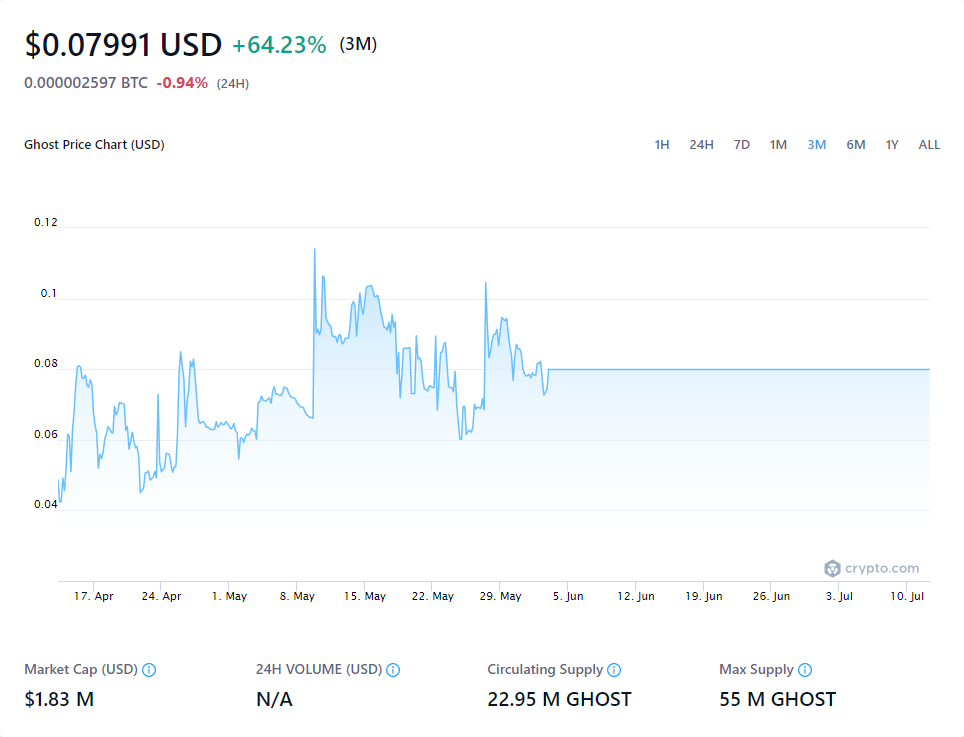 $0.07991 USD +64.23% (3M)
0.000002597 BTC -0.94% (24H)
Ghost Price Chart (USD) 1H 24H 7D 1M 3M 6M 1Y ALL
0.12
0.1
0.08
0.06
0.04
crypto.com
17. Apr 24. Apr 1. May 8. May 15. May 22. May 29. May 5. Jun 12. Jun 19. Jun 26. Jun 3. Jul 10. Jul
Market Cap (USD) 24H VOLUME (USD) Circulating Supply Max Supply
$1.83 M N/A 22.95 M GHOST 55 M GHOST